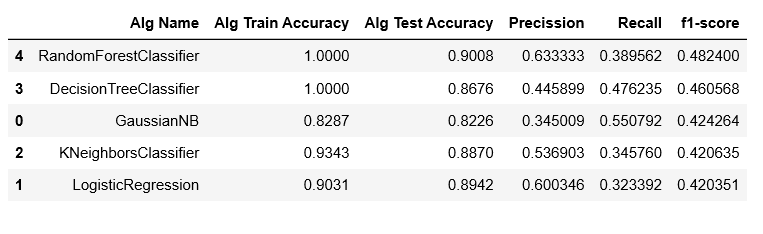 Alg Name Alg Train Accuracy Alg Test Accuracy Precission Recall f1-score
4 RandomForestClassifier 1.0000 0.9008 0.633333 0.389562 0.482400
3 DecisionTreeClassifier 1.0000 0.8676 0.445899 0.476235 0.460568
0 GaussianNB 0.8287 0.8226 0.345009 0.550792 0.424264
2 KNeighborsClassifier 0.9343 0.8870 0.536903 0.345760 0.420635
1 LogisticRegression 0.9031 0.8942 0.600346 0.323392 0.420351